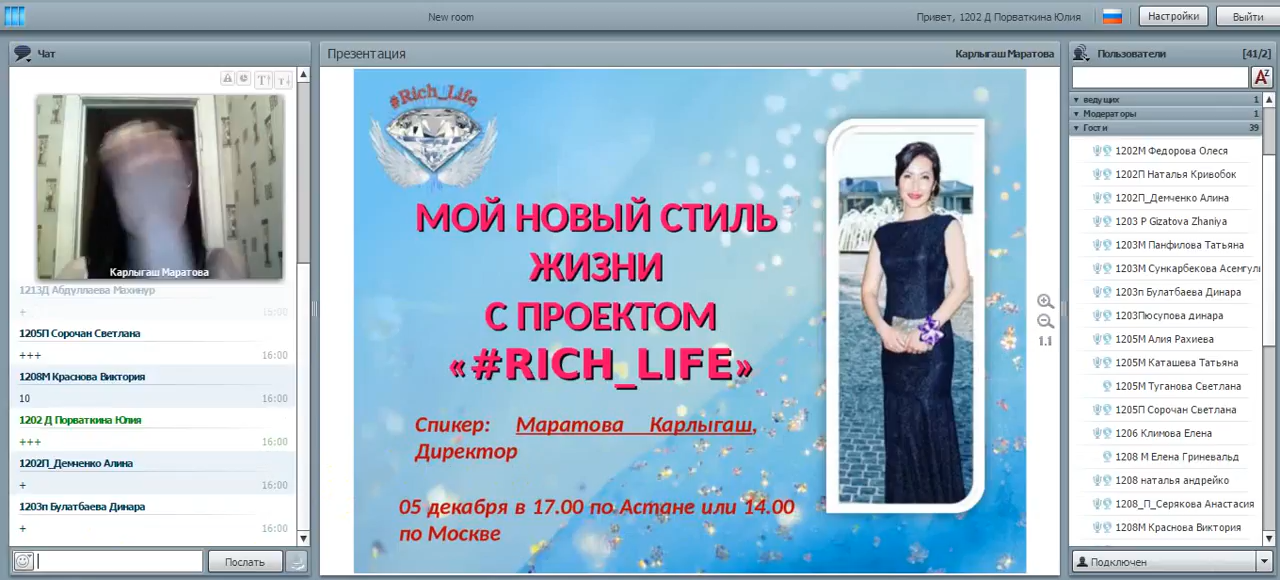 New room
Привет, 1202 Д Порваткина Юлия
Настройки
Выйти
Чат
Карлыгаш Маратова
1213Д Абдуллаева Махинур
+ 16:00
1205П Сорочан Светлана
+++ 16:00
1208М Краснова Виктория
10 16:00
1202 Д Порваткина Юлия
+++ 16:00
1202П_Демченко Алина
+ 16:00
1203п Булатбаева Динара
+ 16:00
Послать
Презентация
Карлыгаш Маратова
#Rich_Life
МОЙ НОВЫЙ СТИЛЬ
ЖИЗНИ
С ПРОЕКТОМ
«#RICH_LIFE»
Спикер: Маратова Карлыгаш,
Директор
05 декабря в 17.00 по Астане или 14.00
по Москве
1:1
Пользователи [41/2]
ведущих 1
Модераторы 1
Гости 39
1202М Федорова Олеся
1202П Наталья Кривобок
1202П_Демченко Алина
1203 P Gizatova Zhaniya
1203М Панфилова Татьяна
1203М Сункарбекова Асемгуль
1203п Булатбаева Динара
1203Пюсупова динара
1205М Алия Рахиева
1205М Каташева Татьяна
1205М Туганова Светлана
1205П Сорочан Светлана
1206 Климова Елена
1208 М Елена Гриневальд
1208 наталья андрейко
1208_П_Серякова Анастасия
1208М Краснова Виктория
Подключен